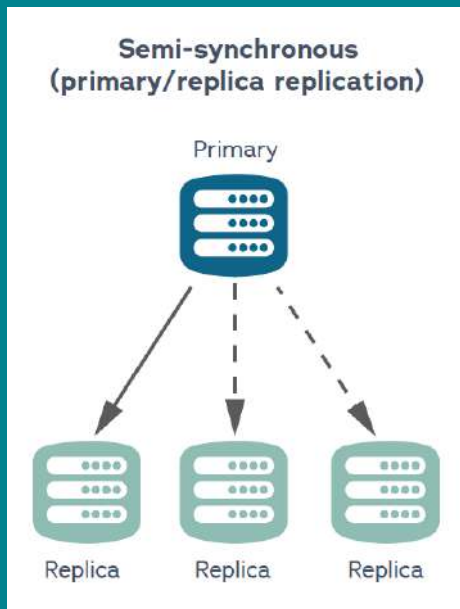 Semi-synchronous
(primary/replica replication)
Primary
Replica
Replica
Replica